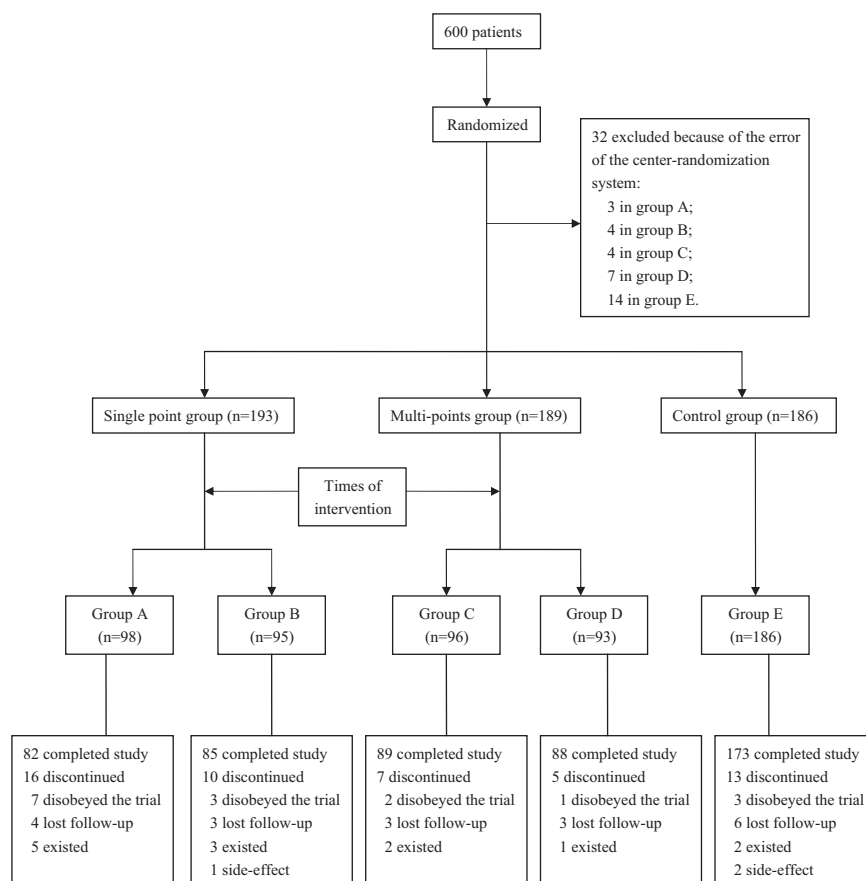 600 patients
Randomized
32 excluded because of the error
of the center-randomization
system:
3 in group A;
4 in group B;
4 in group C;
7 in group D;
14 in group E.
Single point group (n=193)
Multi-points group (n=189)
Control group (n=186)
Times of
intervention
Group A
(n=98)
Group B
(n=95)
Group C
(n=96)
Group D
(n=93)
Group E
(n=186)
82 completed study
16 discontinued
7 disobeyed the trial
4 lost follow-up
5 existed
85 completed study
10 discontinued
3 disobeyed the trial
3 lost follow-up
3 existed
1 side-effect
89 completed study
7 discontinued
2 disobeyed the trial
3 lost follow-up
2 existed
88 completed study
5 discontinued
1 disobeyed the trial
3 lost follow-up
1 existed
173 completed study
13 discontinued
3 disobeyed the trial
6 lost follow-up
2 existed
2 side-effect